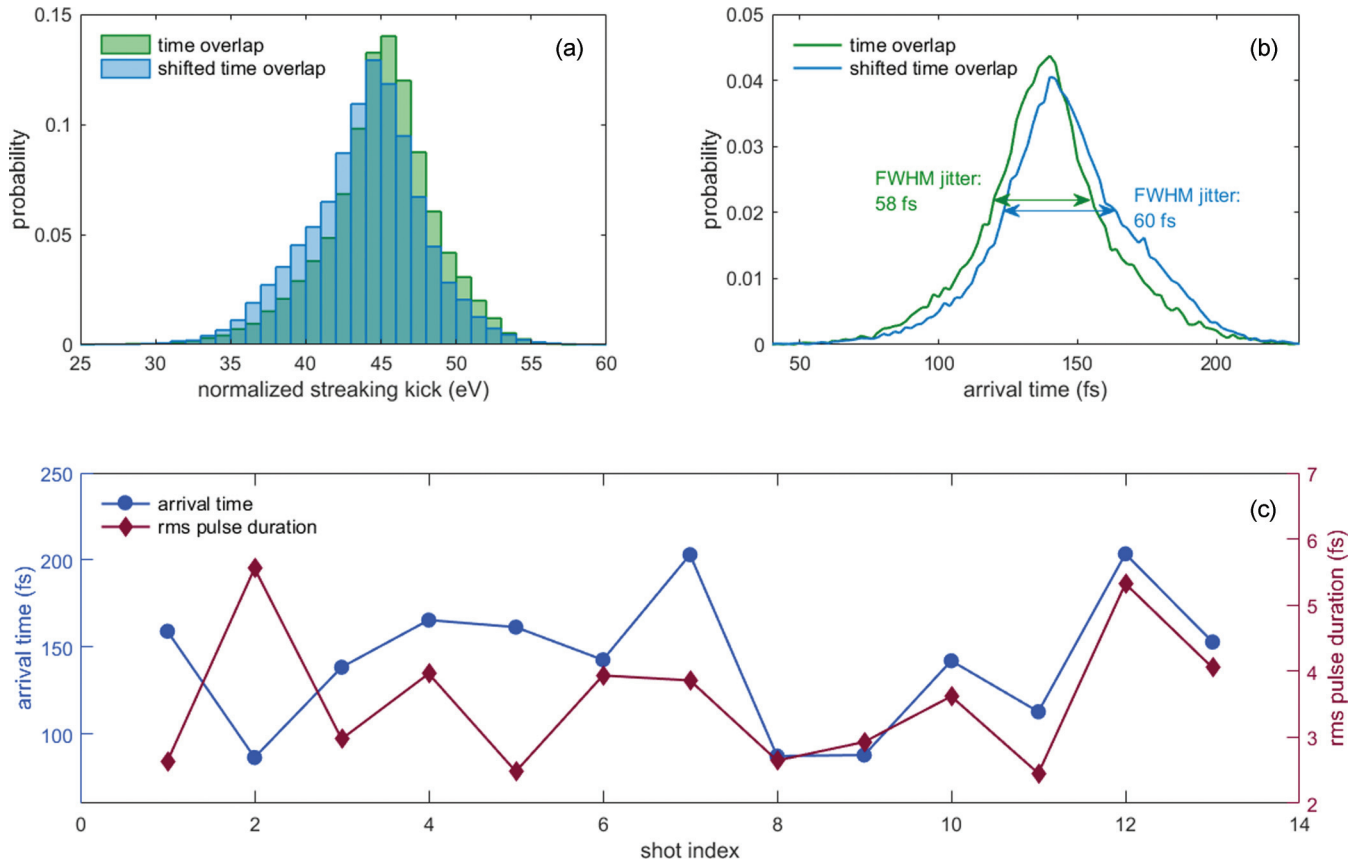 0.15
0.1
0.05
0
probability
time overlap
shifted time overlap
(a)
25 30 35 40 45 50 55 60
normalized streaking kick (eV)
0.05
0.04
0.03
0.02
0.01
0
probability
time overlap
shifted time overlap
(b)
FWHM jitter:
58 fs
FWHM jitter:
60 fs
50 100 150 200
arrival time (fs)
250
200
150
100
arrival time (fs)
arrival time
rms pulse duration
(c)
7
6
5
4
3
2
rms pulse duration (fs)
0 2 4 6 8 10 12 14
shot index